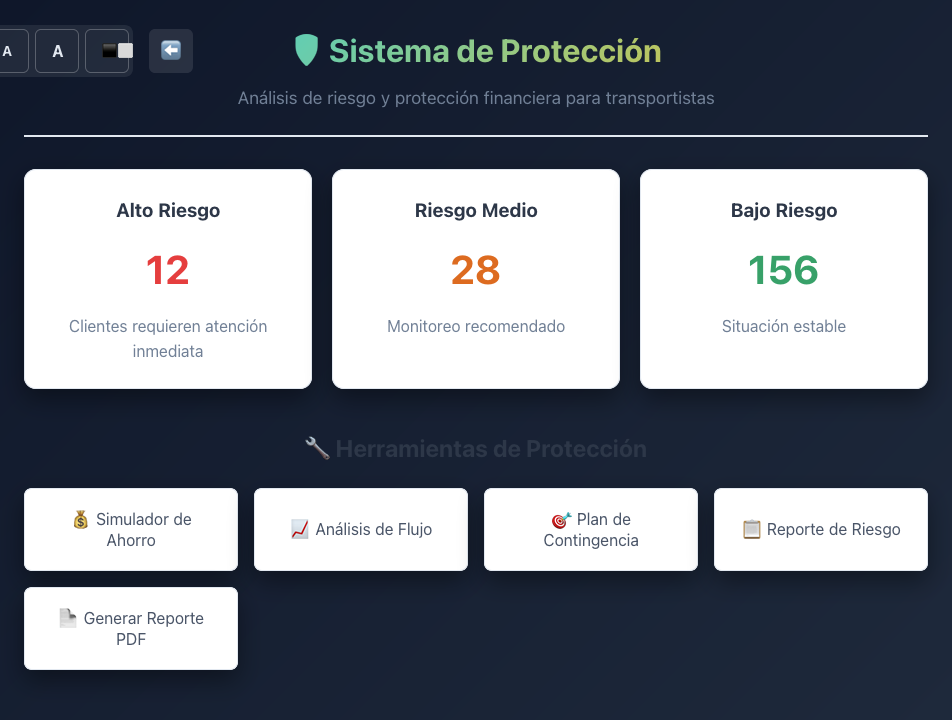 A
A
Sistema de Protección
Análisis de riesgo y protección financiera para transportistas
Alto Riesgo
12
Clientes requieren atención
inmediata
Riesgo Medio
28
Monitoreo recomendado
Bajo Riesgo
156
Situación estable
Herramientas de Protección
Simulador de
Ahorro
Análisis de Flujo
Plan de
Contingencia
Reporte de Riesgo
Generar Reporte
PDF